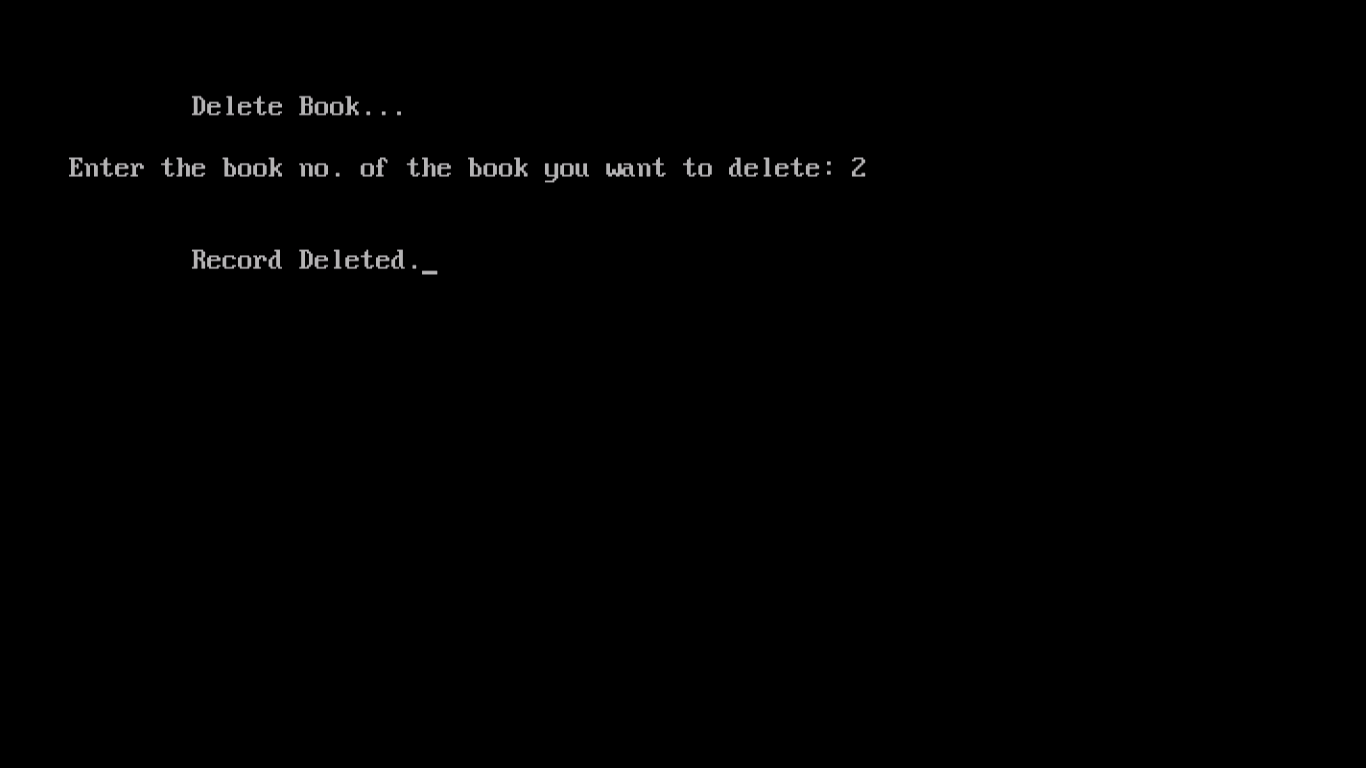 Delete Book...
Enter the book no. of the book you want to delete: 2
Record Deleted._